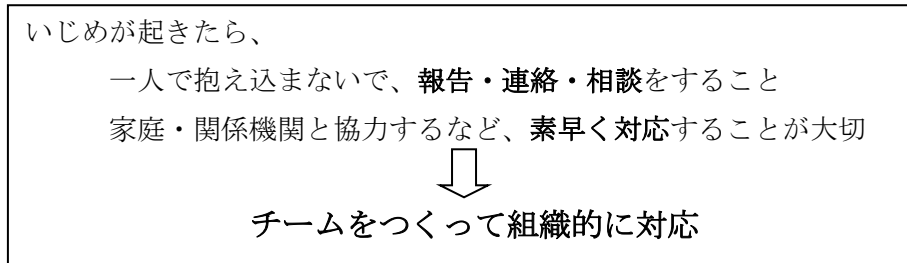 いじめが起きたら、
一人で抱え込まないで、報告・連絡・相談をすること
家庭・関係機関と協力するなど、素早く対応することが大切
チームをつくって組織的に対応